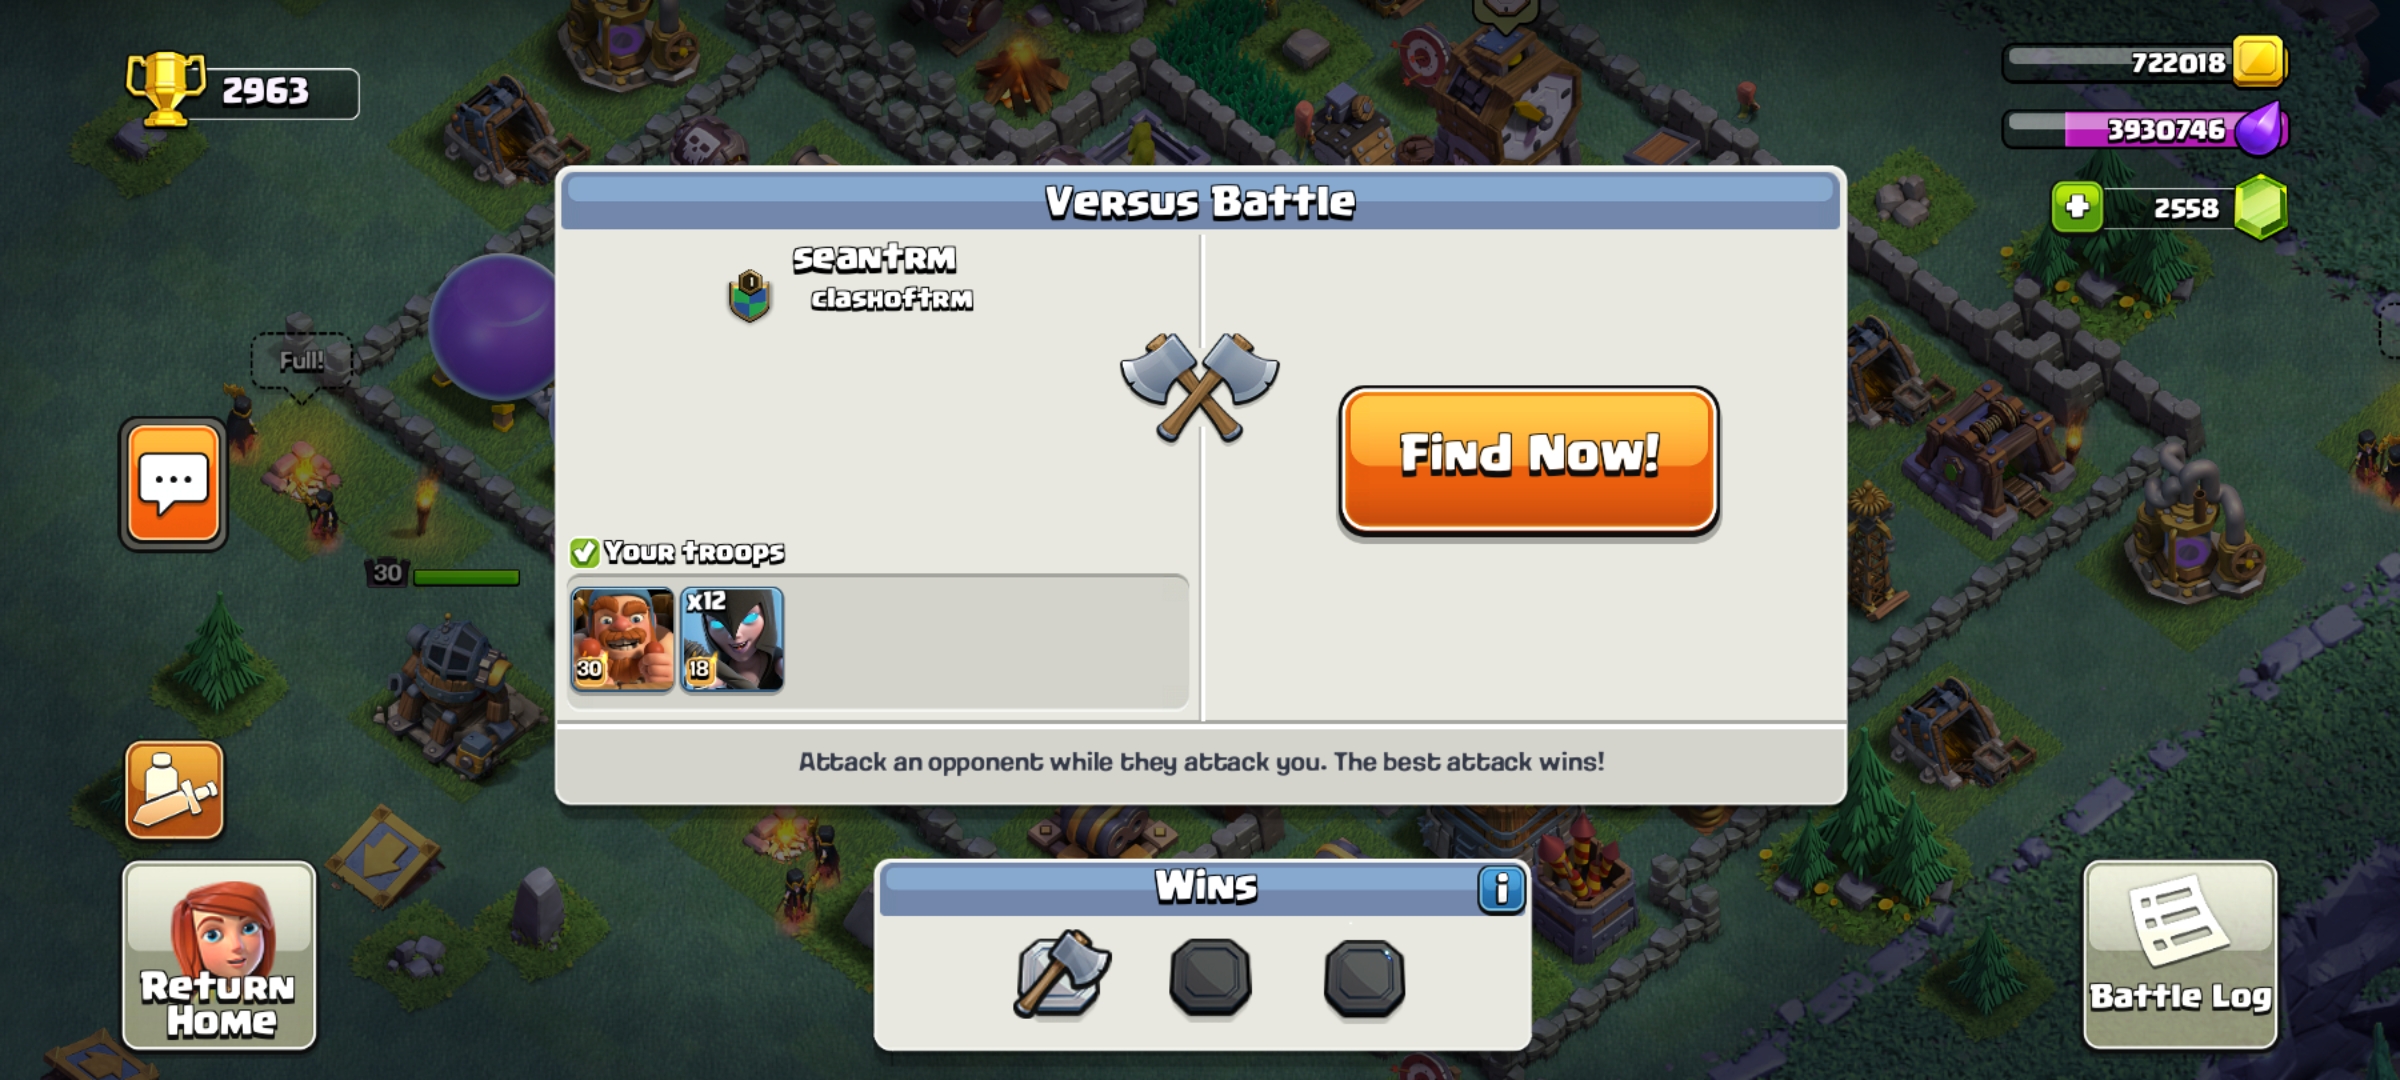 2963
722018
3930746
2558
Versus Battle
seantrm
clashoftrm
Full!
Find Now!
Your troops
30
x12
30
18
Attack an opponent while they attack you. The best attack wins!
Wins
i
Return
Home
Battle Log